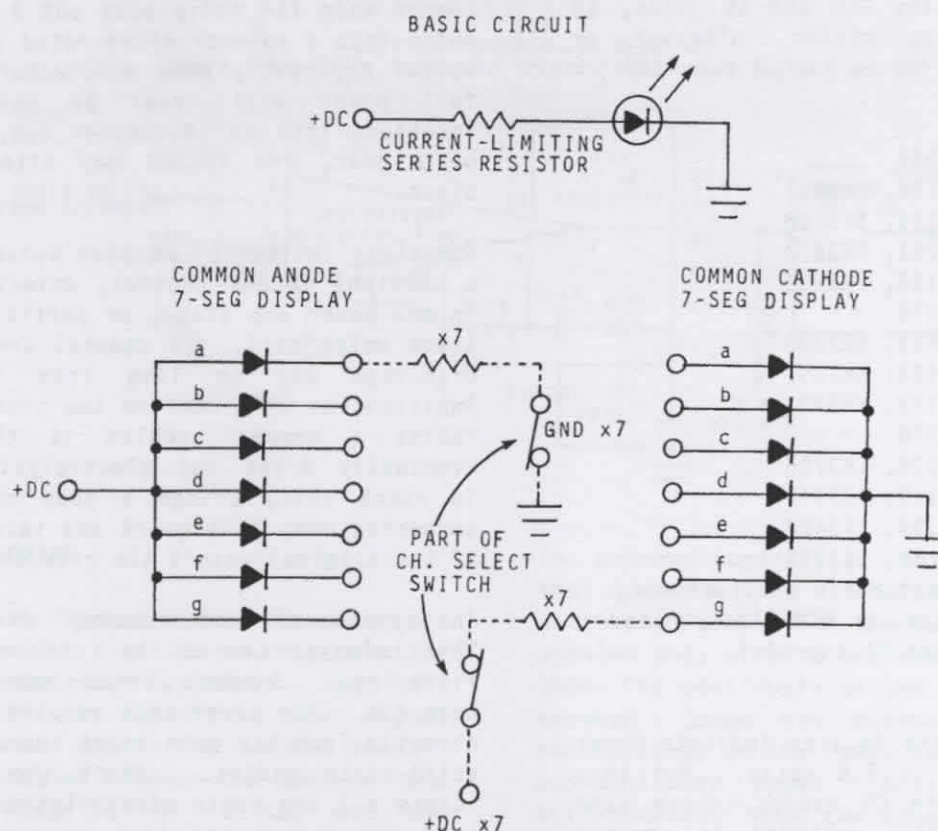 BASIC CIRCUIT
+DC
CURRENT-LIMITING
SERIES RESISTOR
COMMON ANODE
7-SEG DISPLAY
COMMON CATHODE
7-SEG DISPLAY
a
b
c
d
e
f
g
+DC
x7
GND x7
PART OF
CH. SELECT
SWITCH
x7
+DC x7
a
b
c
d
e
f
g